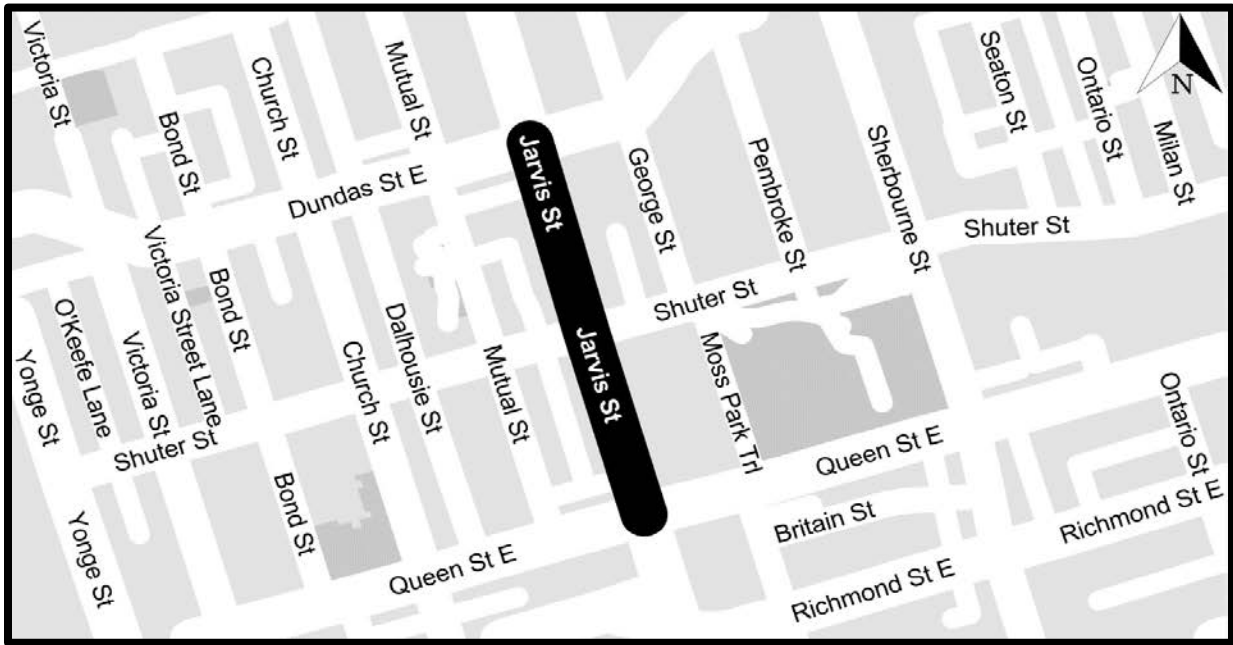 Victoria St
Bond St
Church St
Mutual St
Jarvis St
George St
Pembroke St
Sherbourne St
Seaton St
Ontario St
Milan St
N
Dundas St E
Shuter St
Yonge St
O'Keefe Lane
Victoria St
Victoria Street Lane
Bond St
Church St
Dalhousie St
Mutual St
Jarvis St
Shuter St
Moss Park Trl
Shuter St
Yonge St
Bond St
Queen St E
Queen St E
Britain St
Ontario St
Richmond St E
Richmond St E